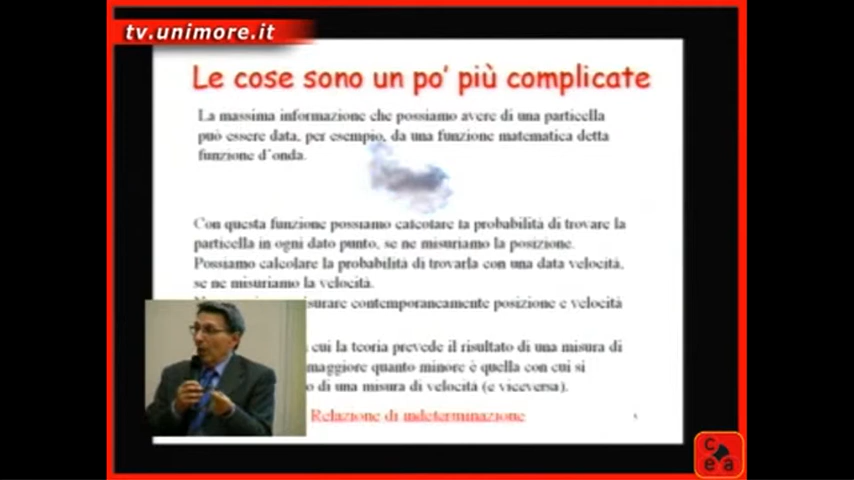 tv.unimore.it
Le cose sono un po' più complicate
La massima informazione che possiamo avere di una particella
può essere data, per esempio, da una funzione matematica detta
funzione d'onda.
Con questa funzione possiamo calcolare la probabilità di trovare la
particella in ogni dato punto, se ne misuriamo la posizione.
Possiamo calcolare la probabilità di trovarla con una data velocità,
se ne misuriamo la velocità.
contemporaneamente posizione e velocità
cui la teoria prevede il risultato di una misura di
maggiore quanto minore è quella con cui si
di una misura di velocità (e viceversa).
Relazione di indeterminazione
c
e a